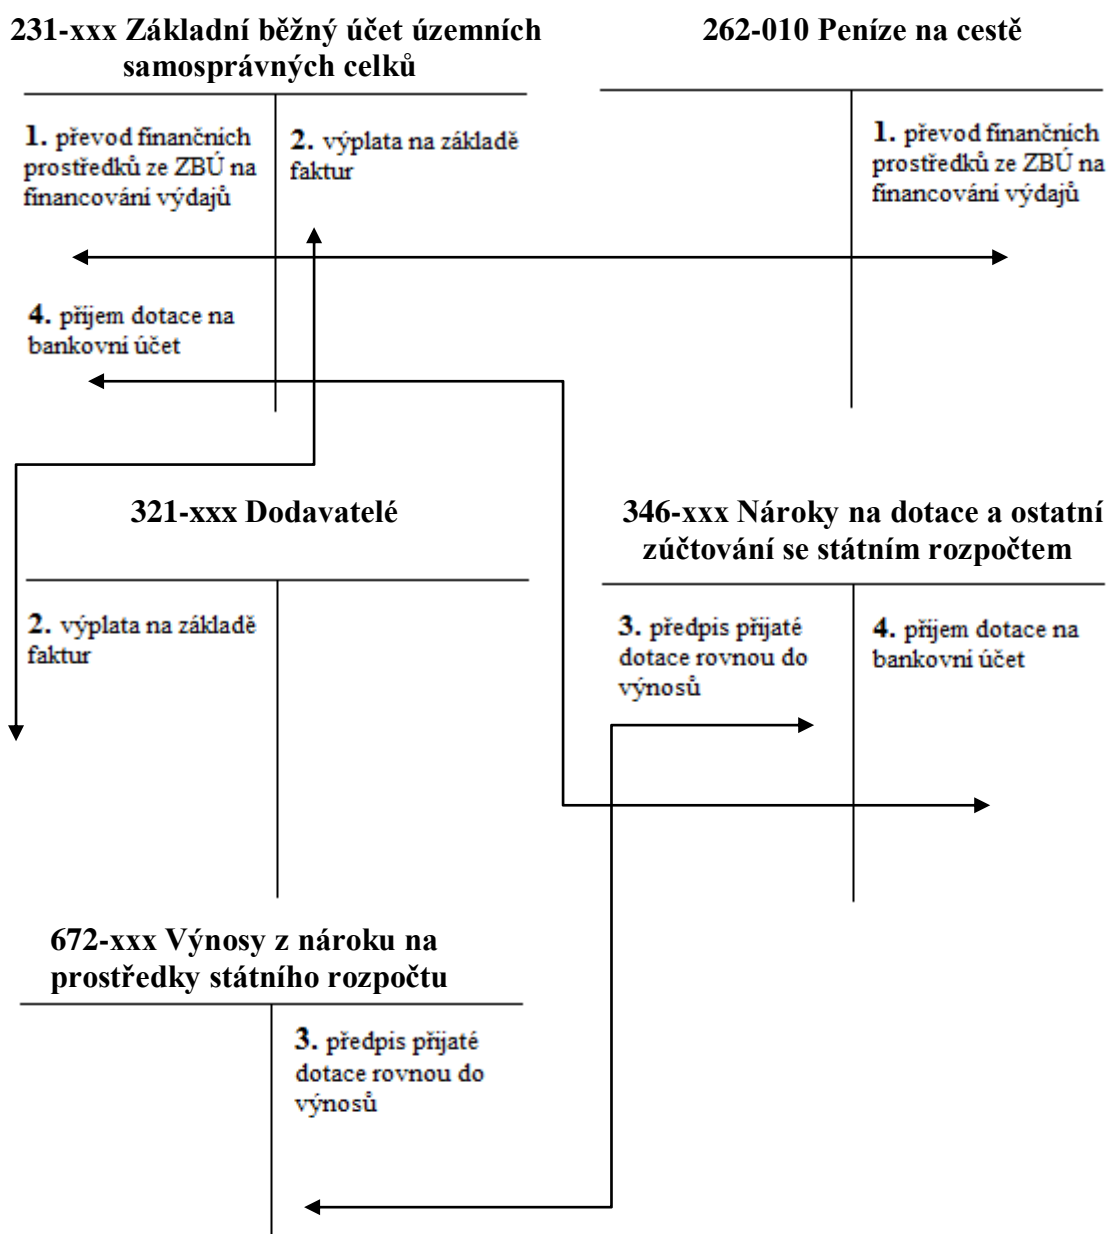 231-xxx Základní běžný účet územních
samosprávných celků
262-010 Peníze na cestě
1. převod finančních
prostředků ze ZBÚ na
financování výdajů
2. výplata na základě
faktur
1. převod finančních
prostředků ze ZBÚ na
financování výdajů
4. příjem dotace na
bankovní účet
321-xxx Dodavatelé
346-xxx Nároky na dotace a ostatní
zúčtování se státním rozpočtem
2. výplata na základě
faktur
3. předpis přijaté
dotace rovnou do
výnosů
4. příjem dotace na
bankovní účet
672-xxx Výnosy z nároku na
prostředky státního rozpočtu
3. předpis přijaté
dotace rovnou do
výnosů